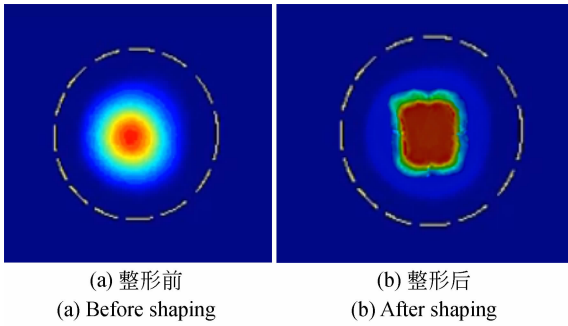 (a) 整形前
(b) 整形后
(a) Before shaping
(b) After shaping